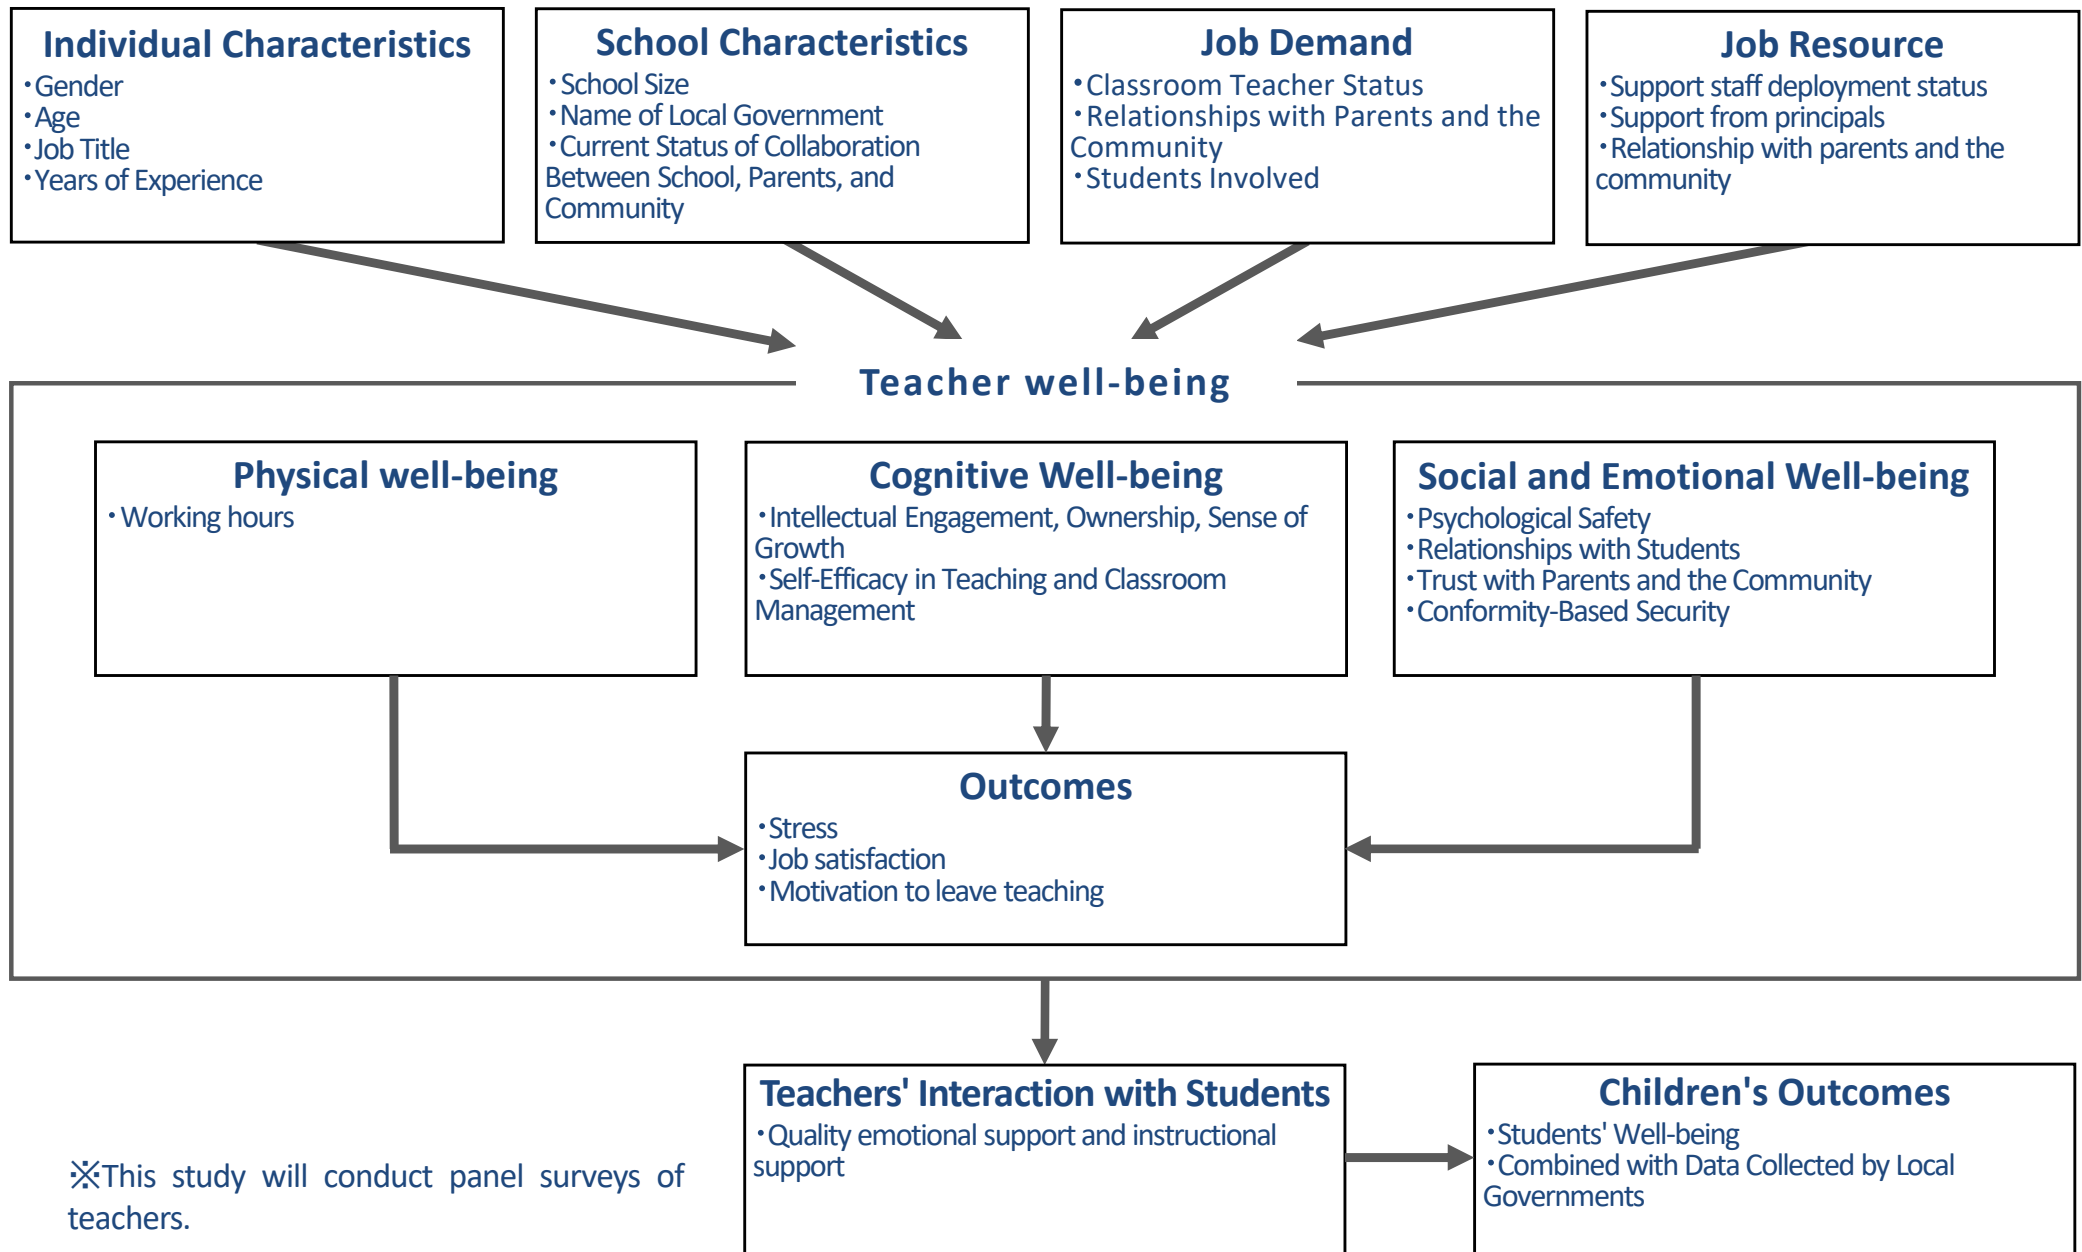 Individual Characteristics
・Gender
・Age
・Job Title
・Years of Experience
School Characteristics
・School Size
・Name of Local Government
・Current Status of Collaboration
Between School, Parents, and
Community
Job Demand
・Classroom Teacher Status
・Relationships with Parents and the
Community
・Students Involved
Job Resource
・Support staff deployment status
・Support from principals
・Relationship with parents and the
community
Teacher well-being
Physical well-being
・Working hours
Cognitive Well-being
・Intellectual Engagement, Ownership, Sense of
Growth
・Self-Efficacy in Teaching and Classroom
Management
Social and Emotional Well-being
・Psychological Safety
・Relationships with Students
・Trust with Parents and the Community
・Conformity-Based Security
Outcomes
・Stress
・Job satisfaction
・Motivation to leave teaching
Teachers' Interaction with Students
・Quality emotional support and instructional
support
Children's Outcomes
・Students' Well-being
・Combined with Data Collected by Local
Governments
※This study will conduct panel surveys of
teachers.